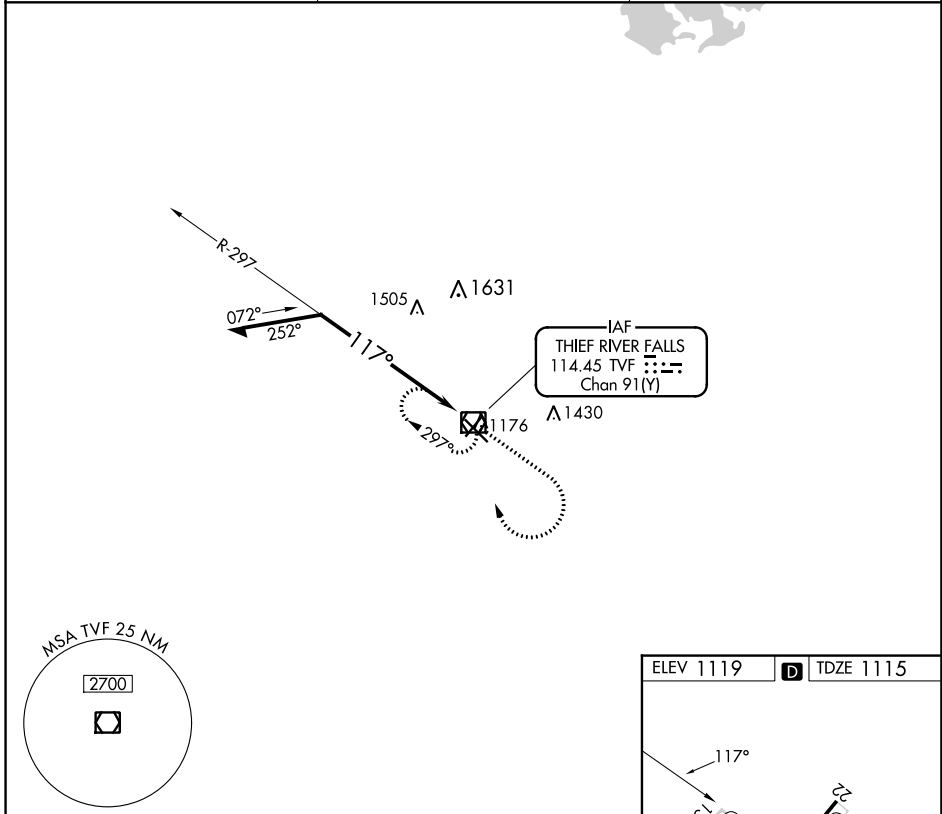 R-297
072°
252°
117°
1505
1631
IAF
THIEF RIVER FALLS
114.45 TVF
Chan 91(Y)
1430
1176
297°
MSA TVF 25 NM
2700
ELEV 1119 D TDZE 1115
117°
22